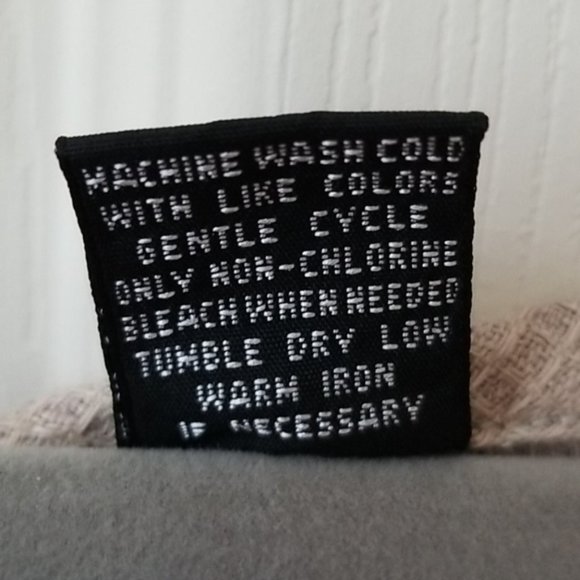 MACHINE WASH COLD
WITH LIKE COLORS
GENTLE CYCLE
ONLY NON-CHLORINE
BLEACH WHEN NEEDED
TUMBLE DRY LOW
WARM IRON
IF NECESSARY